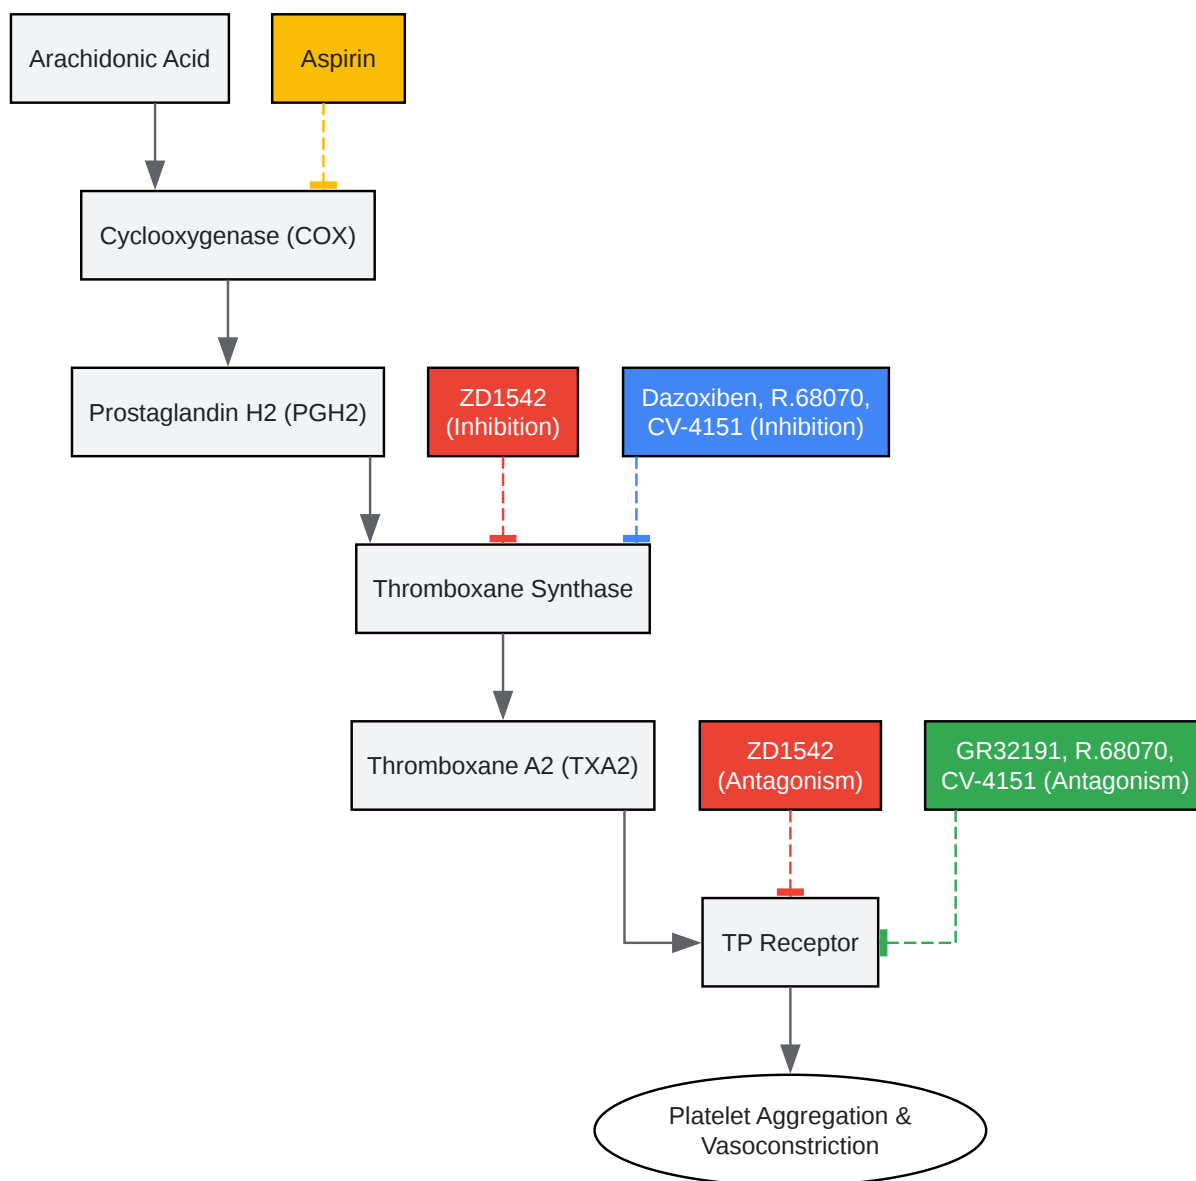 Arachidonic Acid
Aspirin
Cyclooxygenase (COX)
Prostaglandin H2 (PGH2)
ZD1542
(Inhibition)
Dazoxiben, R.68070,
CV-4151 (Inhibition)
Thromboxane Synthase
Thromboxane A2 (TXA2)
ZD1542
(Antagonism)
GR32191, R.68070,
CV-4151 (Antagonism)
TP Receptor
Platelet Aggregation &
Vasoconstriction